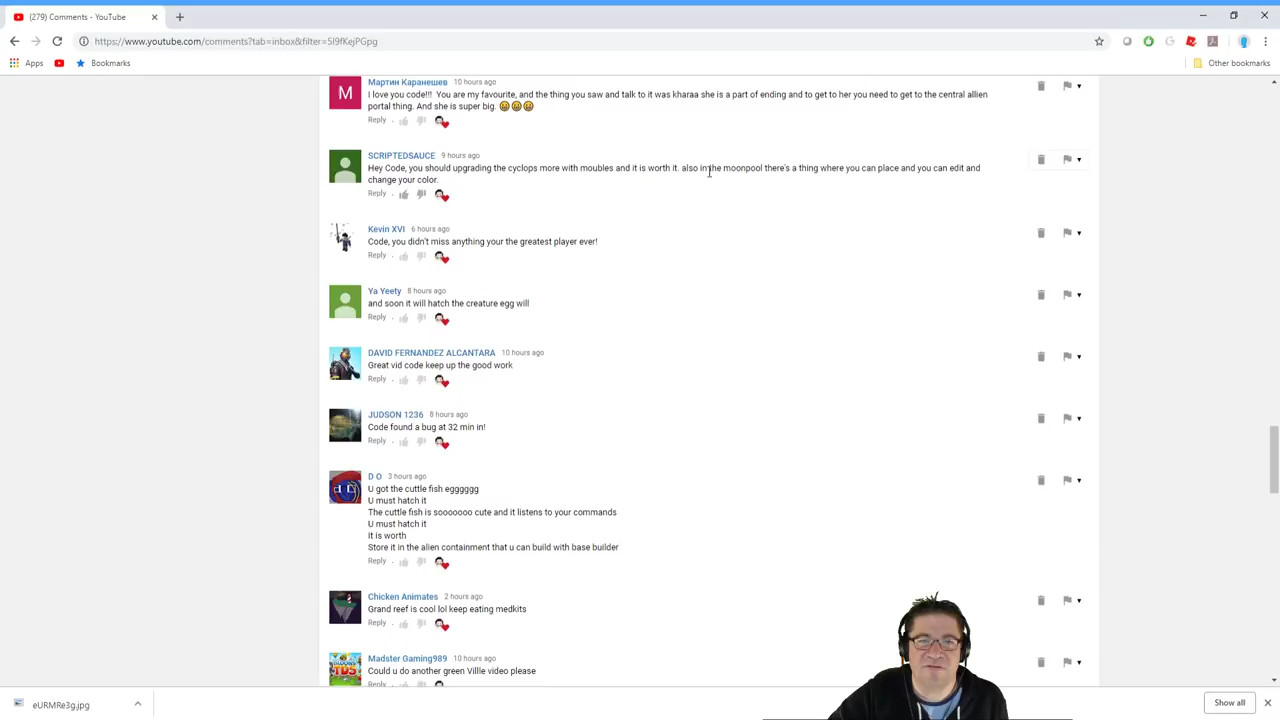 (279) Comments - YouTube
https://www.youtube.com/comments?tab=inbox&filter=5I9fKejPGpg
Apps
Bookmarks
Other bookmarks
Мартин Каранешев 10 hours ago
M
I love you code!!! You are my favourite, and the thing you saw and talk to it was kharaa she is a part of ending and to get to her you need to get to the central allien
portal thing. And she is super big. 😀😀😀
Reply
SCRIPTEDSAUCE 9 hours ago
Hey Code, you should upgrading the cyclops more with moubles and it is worth it. also in the moonpool there's a thing where you can place and you can edit and
change your color.
Reply
Kevin XVI 6 hours ago
Code, you didn't miss anything your the greatest player ever!
Reply
Ya Yeety 8 hours ago
and soon it will hatch the creature egg will
Reply
DAVID FERNANDEZ ALCANTARA 10 hours ago
Great vid code keep up the good work
Reply
JUDSON 1236 8 hours ago
Code found a bug at 32 min in!
Reply
D O 3 hours ago
U got the cuttle fish egggggg
U must hatch it
The cuttle fish is sooooooo cute and it listens to your commands
U must hatch it
It is worth
Store it in the alien containment that u can build with base builder
Reply
Chicken Animates 2 hours ago
Grand reef is cool lol keep eating medkits
Reply
Madster Gaming989 10 hours ago
Could u do another green Villle video please
Reply
eURMRe3g.jpg
Show all